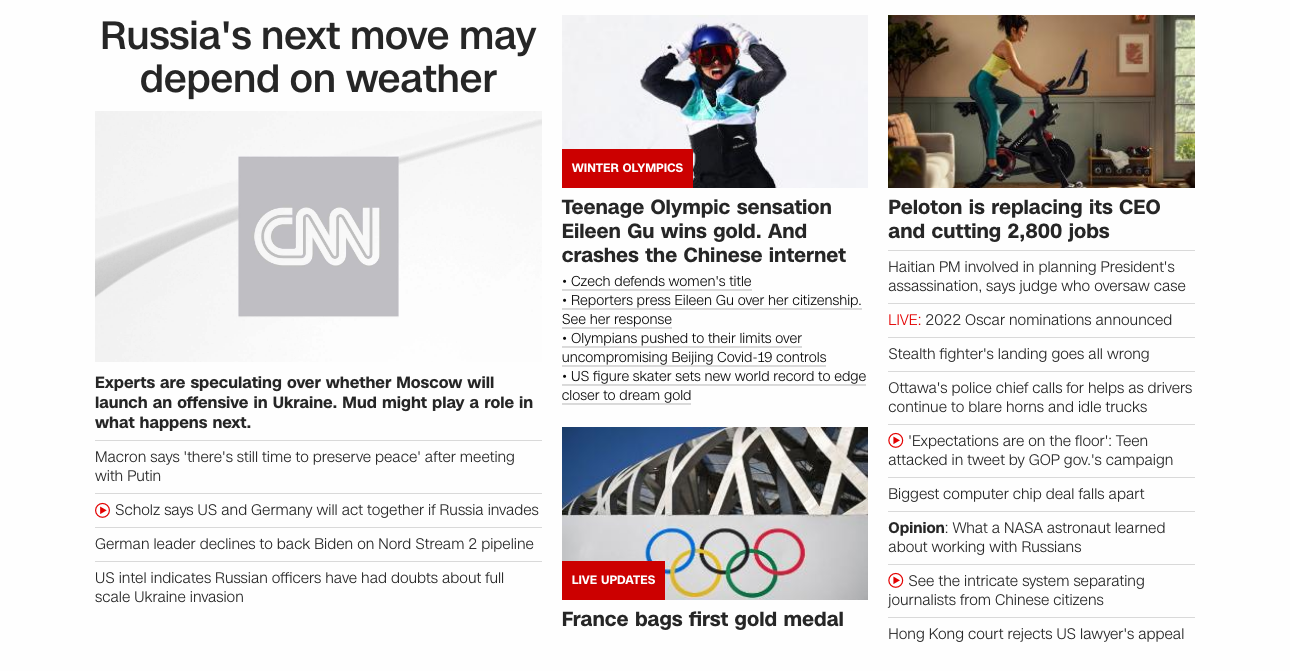 Russia's next move may
depend on weather
CNN
Experts are speculating over whether Moscow will
launch an offensive in Ukraine. Mud might play a role in
what happens next.
Macron says 'there's still time to preserve peace' after meeting
with Putin
Scholz says US and Germany will act together if Russia invades
German leader declines to back Biden on Nord Stream 2 pipeline
US intel indicates Russian officers have had doubts about full
scale Ukraine invasion
WINTER OLYMPICS
Teenage Olympic sensation
Eileen Gu wins gold. And
crashes the Chinese internet
• Czech defends women's title
• Reporters press Eileen Gu over her citizenship.
See her response
• Olympians pushed to their limits over
uncompromising Beijing Covid-19 controls
• US figure skater sets new world record to edge
closer to dream gold
LIVE UPDATES
France bags first gold medal
Peloton is replacing its CEO
and cutting 2,800 jobs
Haitian PM involved in planning President's
assassination, says judge who oversaw case
LIVE: 2022 Oscar nominations announced
Stealth fighter's landing goes all wrong
Ottawa's police chief calls for helps as drivers
continue to blare horns and idle trucks
'Expectations are on the floor': Teen
attacked in tweet by GOP gov.'s campaign
Biggest computer chip deal falls apart
Opinion: What a NASA astronaut learned
about working with Russians
See the intricate system separating
journalists from Chinese citizens
Hong Kong court rejects US lawyer's appeal